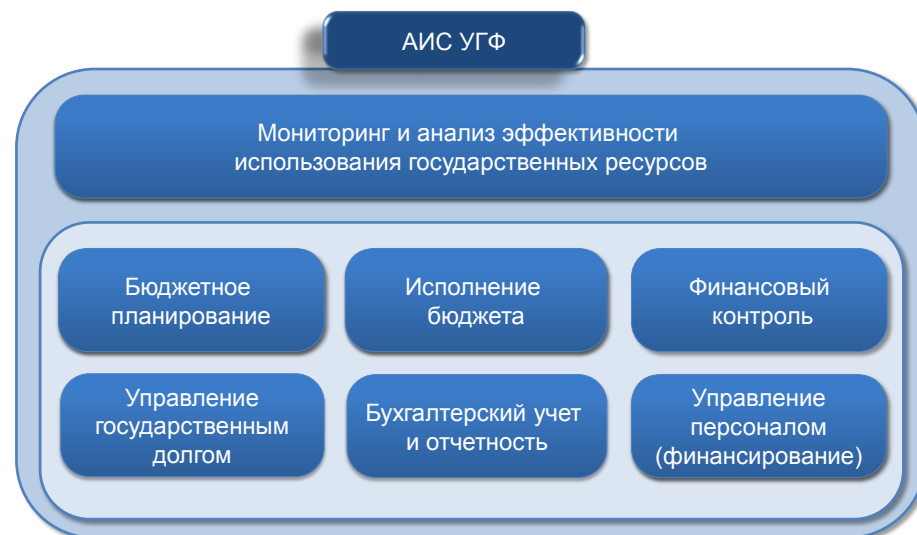 АИС УГФ
Мониторинг и анализ эффективности
использования государственных ресурсов
Бюджетное
планирование
Исполнение
бюджета
Финансовый
контроль
Управление
государственным
долгом
Бухгалтерский учет
и отчетность
Управление
персоналом
(финансирование)